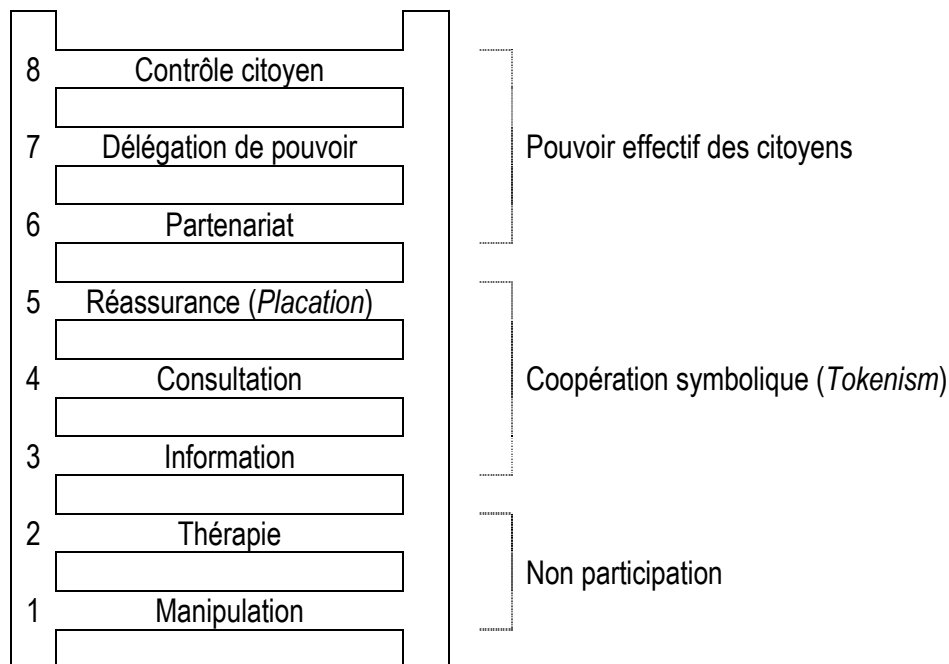 8 Contrôle citoyen
7 Délégation de pouvoir
Pouvoir effectif des citoyens
6 Partenariat
5 Réassurance (Placation)
4 Consultation
Coopération symbolique (Tokenism)
3 Information
2 Thérapie
Non participation
1 Manipulation